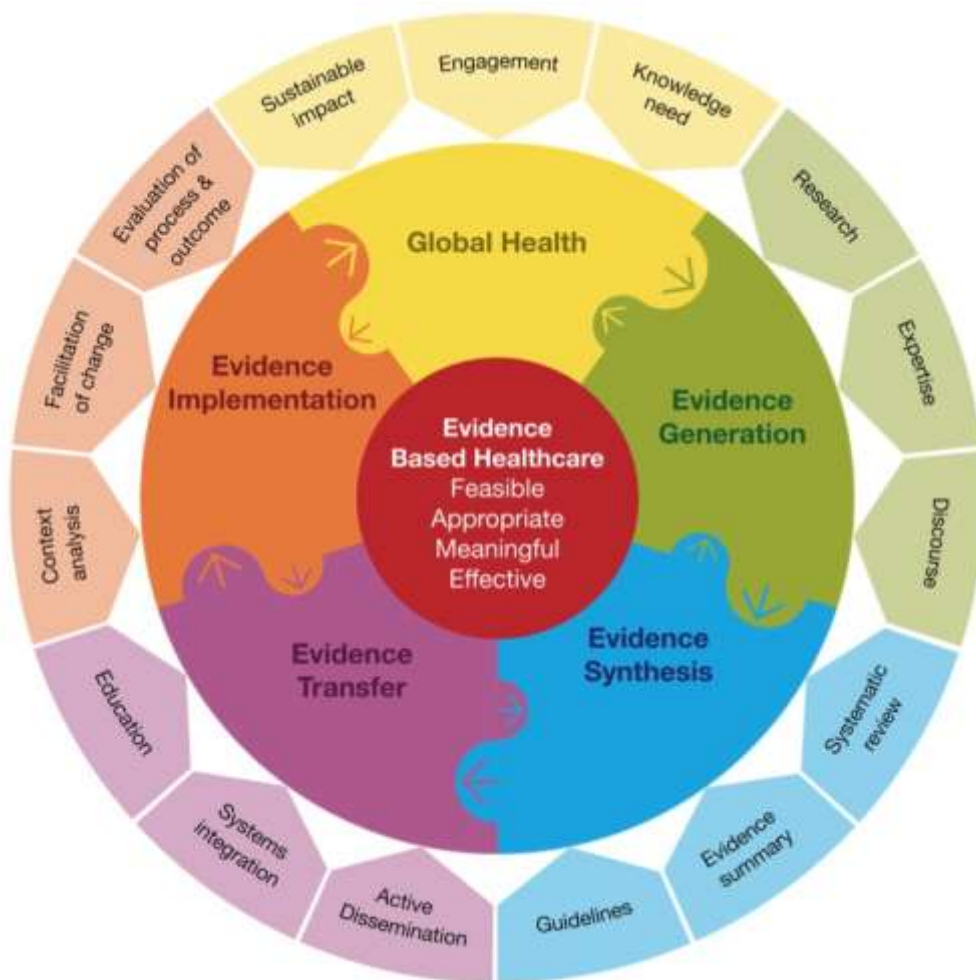 Engagement
Knowledge
need
Research
Expertise
Discourse
Systematic
review
Evidence
summary
Guidelines
Active
Dissemination
Systems
integration
Education
Context
analysis
Facilitation
of change
Evaluation of
process &
outcome
Sustainable
impact
Global Health
Evidence
Generation
Evidence
Synthesis
Evidence
Transfer
Evidence
Implementation
Evidence
Based Healthcare
Feasible
Appropriate
Meaningful
Effective